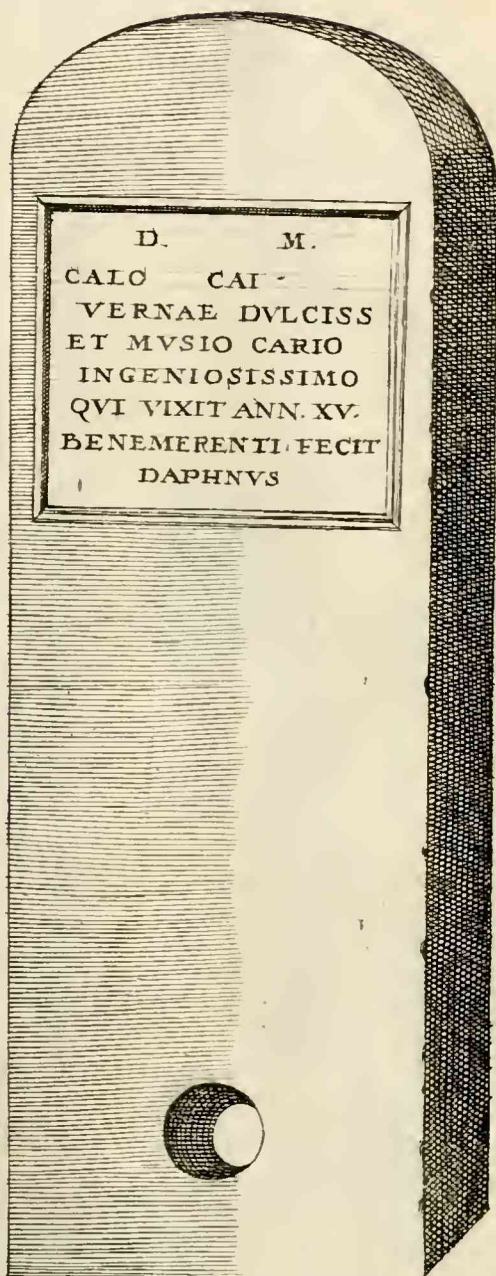 D. M.
CALO CAI
VERNAE DVLCISS
ET MVSIO CARIO
INGENIOSISSIMO
QVI VIXIT ANN. XV.
BENEMERENTI. FECIT
DAPHNVS